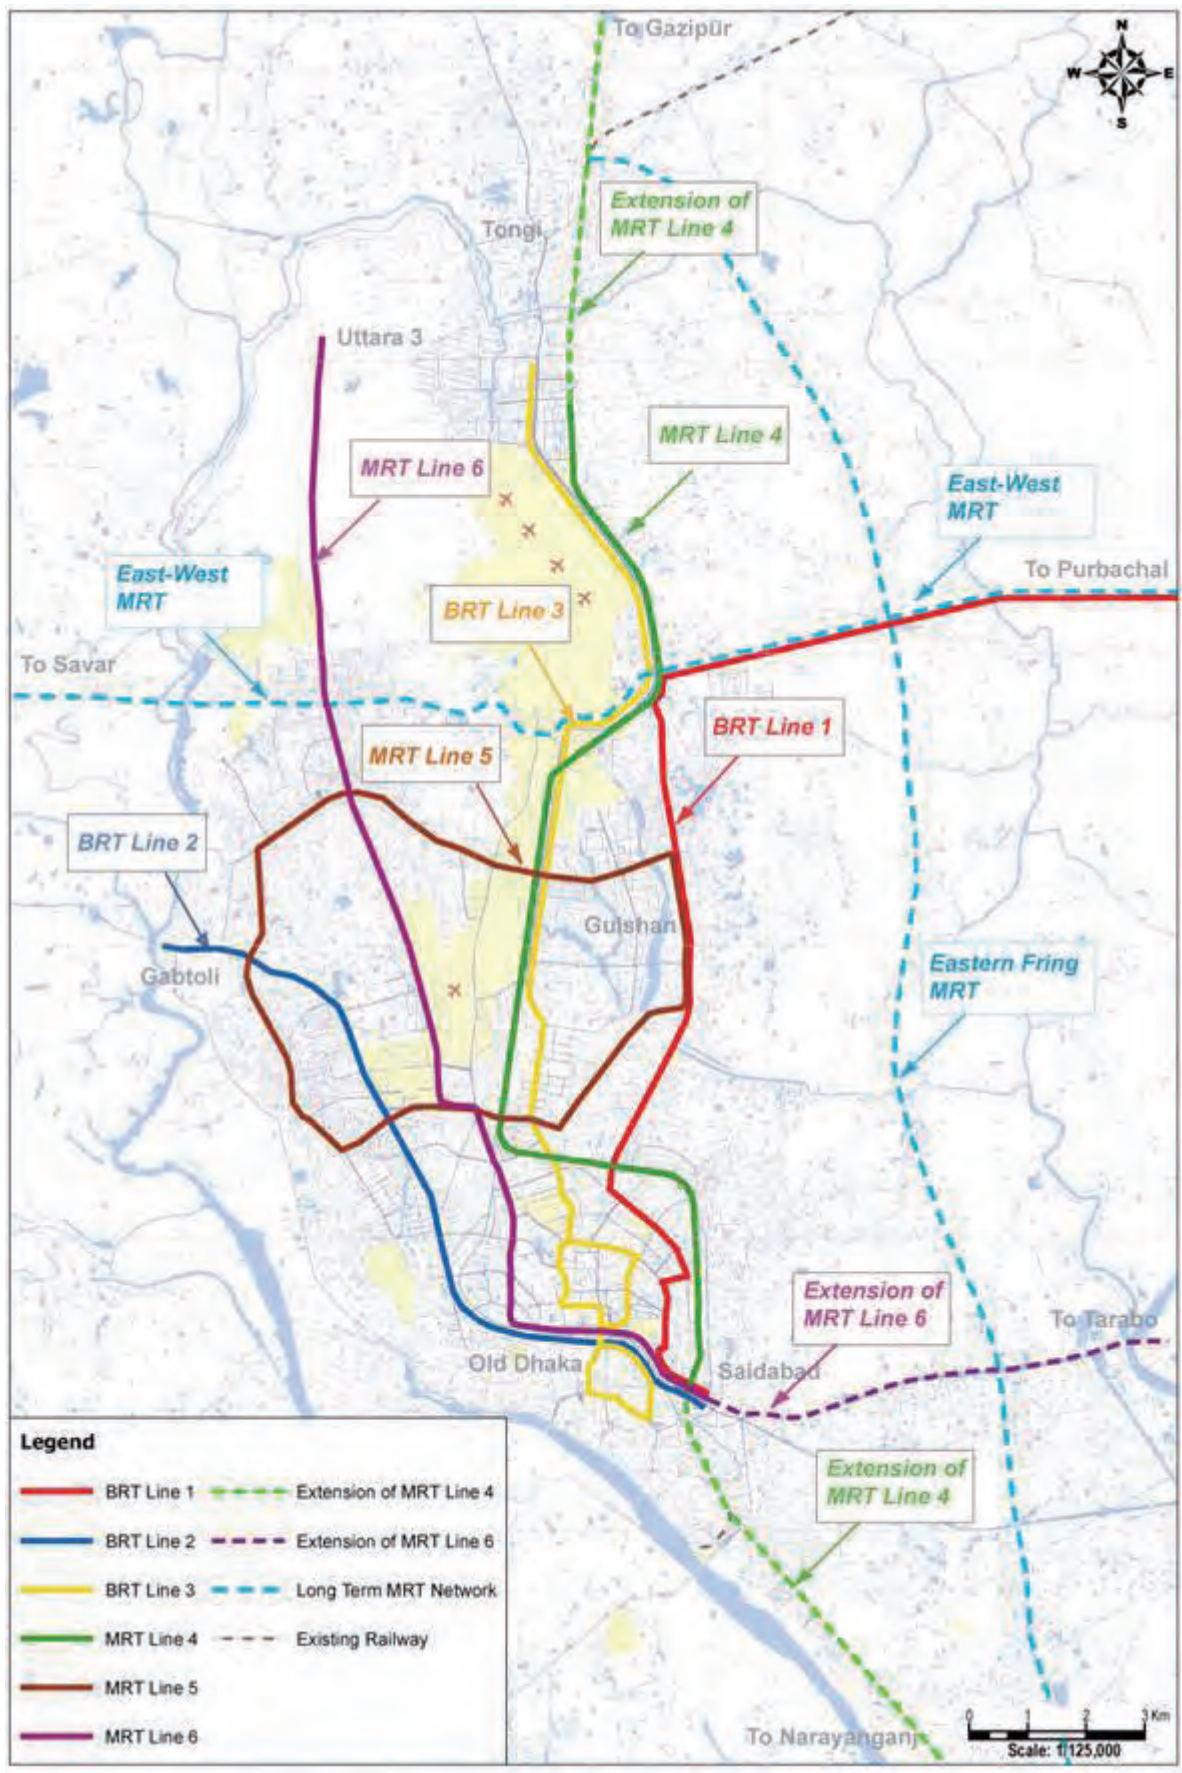 To Gazipur
N
W E
S
Extension of
MRT Line 4
Tongi
Uttara 3
MRT Line 4
MRT Line 6
East-West
MRT
To Purbachal
East-West
MRT
BRT Line 3
To Savar
BRT Line 1
MRT Line 5
BRT Line 2
Gulshan
Gabtoli
Eastern Fring
MRT
Extension of
MRT Line 6
To Tarabo
Old Dhaka
Saidabad
Extension of
MRT Line 4
Legend
BRT Line 1
Extension of MRT Line 4
BRT Line 2
Extension of MRT Line 6
BRT Line 3
Long Term MRT Network
MRT Line 4
Existing Railway
MRT Line 5
MRT Line 6
To Narayanganj
0 1 2 3 Km
Scale: 1/125,000